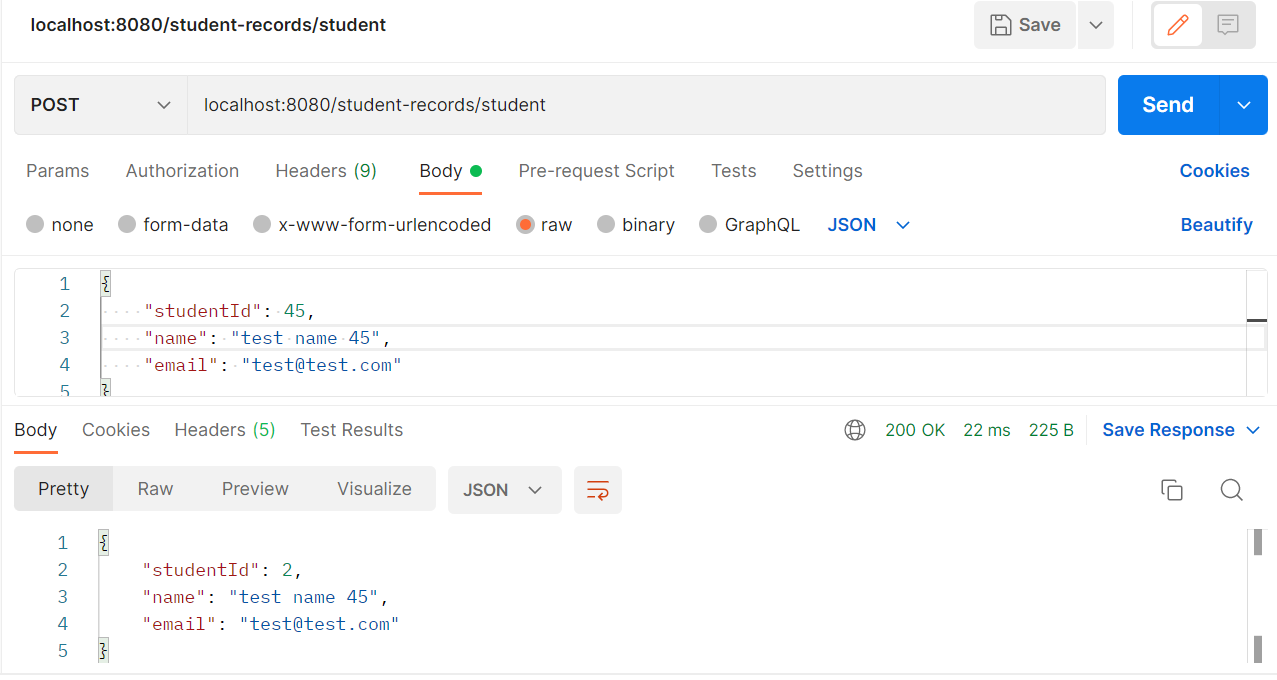 localhost:8080/student-records/student
Save
POST
localhost:8080/student-records/student
Send
Params Authorization Headers (9) Body Pre-request Script Tests Settings Cookies
none form-data x-www-form-urlencoded raw binary GraphQL JSON Beautify
1 {
2 "studentId": 45,
3 "name": "test name 45",
4 "email": "test@test.com"
5 }
Body Cookies Headers (5) Test Results 200 OK 22 ms 225 B Save Response
Pretty Raw Preview Visualize JSON
1 {
2 "studentId": 2,
3 "name": "test name 45",
4 "email": "test@test.com"
5 }